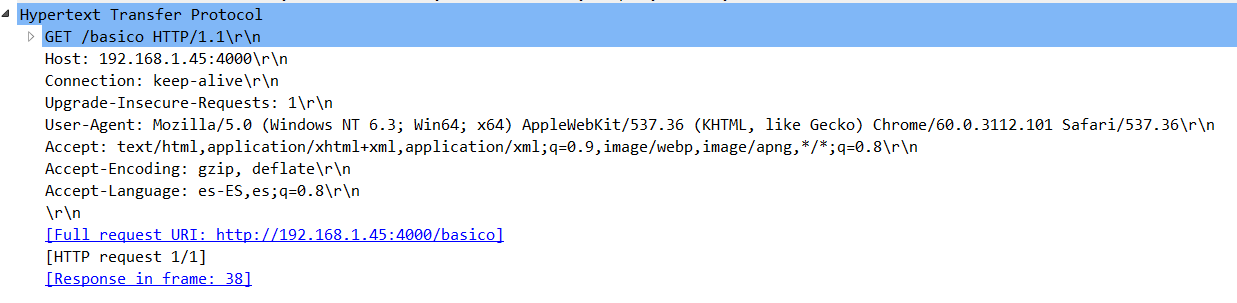 Hypertext Transfer Protocol
GET /basico HTTP/1.1\r\n
Host: 192.168.1.45:4000\r\n
Connection: keep-alive\r\n
Upgrade-Insecure-Requests: 1\r\n
User-Agent: Mozilla/5.0 (Windows NT 6.3; Win64; x64) AppleWebKit/537.36 (KHTML, like Gecko) Chrome/60.0.3112.101 Safari/537.36\r\n
Accept: text/html,application/xhtml+xml,application/xml;q=0.9,image/webp,image/apng,*/*;q=0.8\r\n
Accept-Encoding: gzip, deflate\r\n
Accept-Language: es-ES,es;q=0.8\r\n
\r\n
[Full request URI: http://192.168.1.45:4000/basico]
[HTTP request 1/1]
[Response in frame: 38]